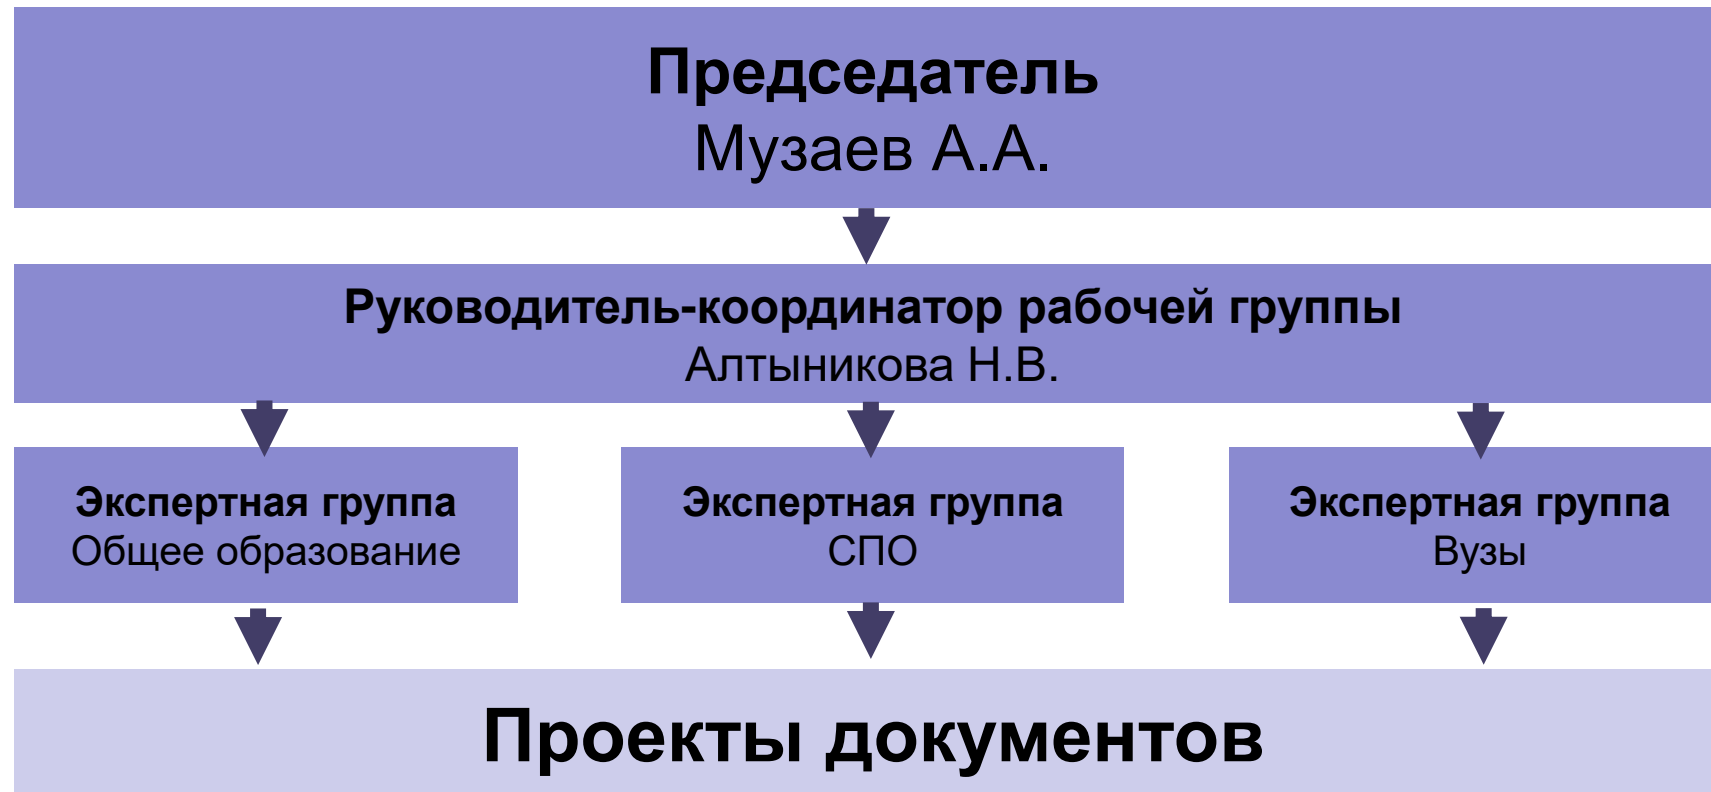 Председатель
Музаев А.А.
Руководитель-координатор рабочей группы
Алтыникова Н.В.
Экспертная группа
Общее образование
Экспертная группа
СПО
Экспертная группа
Вузы
Проекты документов